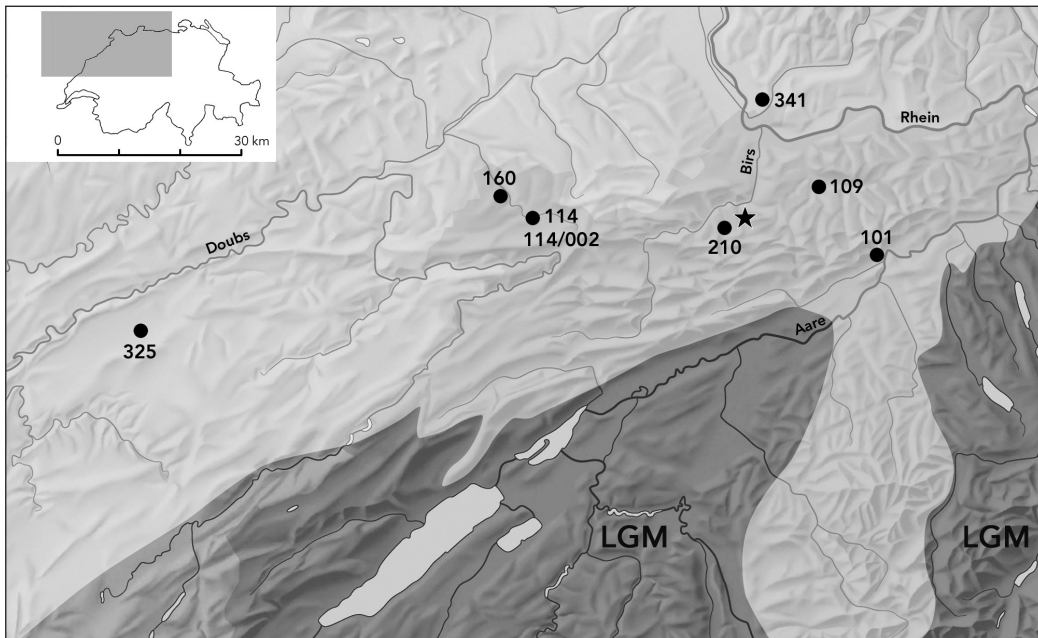 0
30 km
341
Rhein
Birs
160
109
114
114/002
210
101
Doubs
325
Aare
LGM
LGM